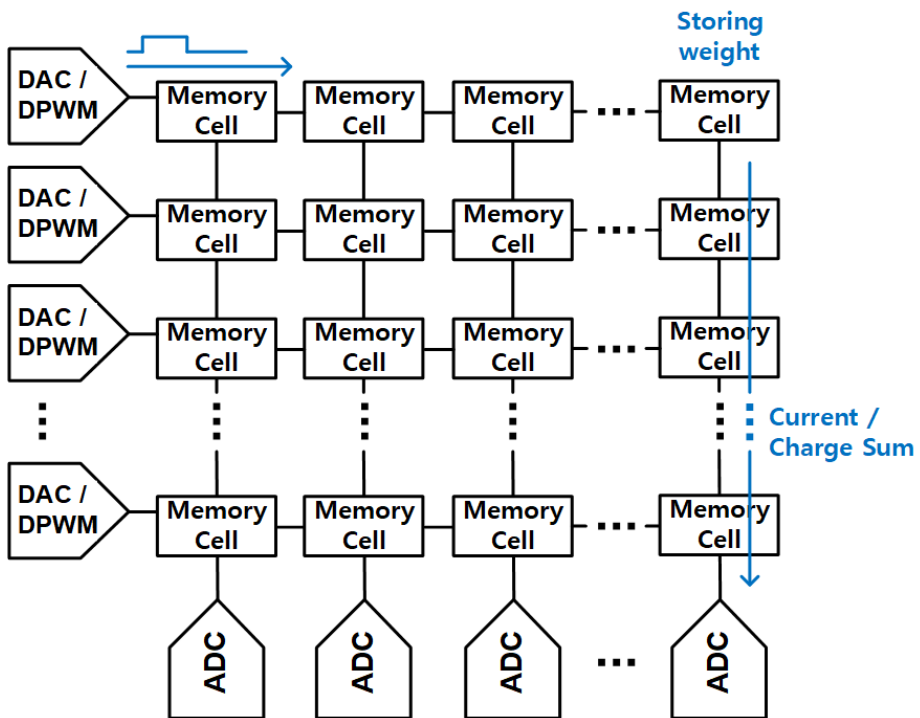 Storing
weight
DAC /
DPWM
Memory
Cell
Memory
Cell
Memory
Cell
Memory
Cell
DAC /
DPWM
Memory
Cell
Memory
Cell
Memory
Cell
Memory
Cell
DAC /
DPWM
Memory
Cell
Memory
Cell
Memory
Cell
Memory
Cell
Current /
Charge Sum
DAC /
DPWM
Memory
Cell
Memory
Cell
Memory
Cell
Memory
Cell
ADC
ADC
ADC
ADC